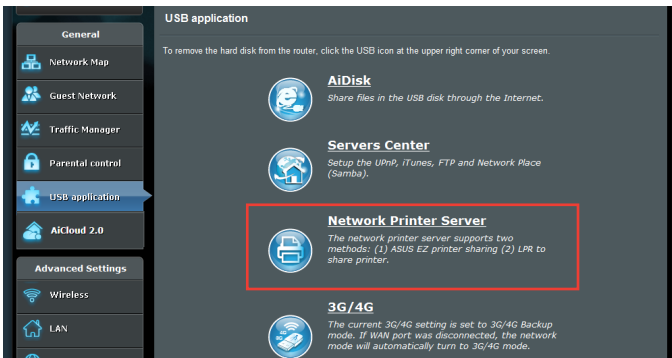 USB application
General
To remove the hard disk from the router, click the USB icon at the upper right corner of your screen.
Network Map
Guest Network
Traffic Manager
Parental control
USB application
AiCloud 2.0
Advanced Settings
Wireless
LAN
AiDisk
Share files in the USB disk through the Internet.
Servers Center
Setup the UPnP, iTunes, FTP and Network Place
(Samba).
Network Printer Server
The network printer server supports two
methods: (1) ASUS EZ printer sharing (2) LPR to
share printer.
3G/4G
The current 3G/4G setting is set to 3G/4G Backup
mode. If WAN port was disconnected, the network
mode will automatically turn to 3G/4G mode.